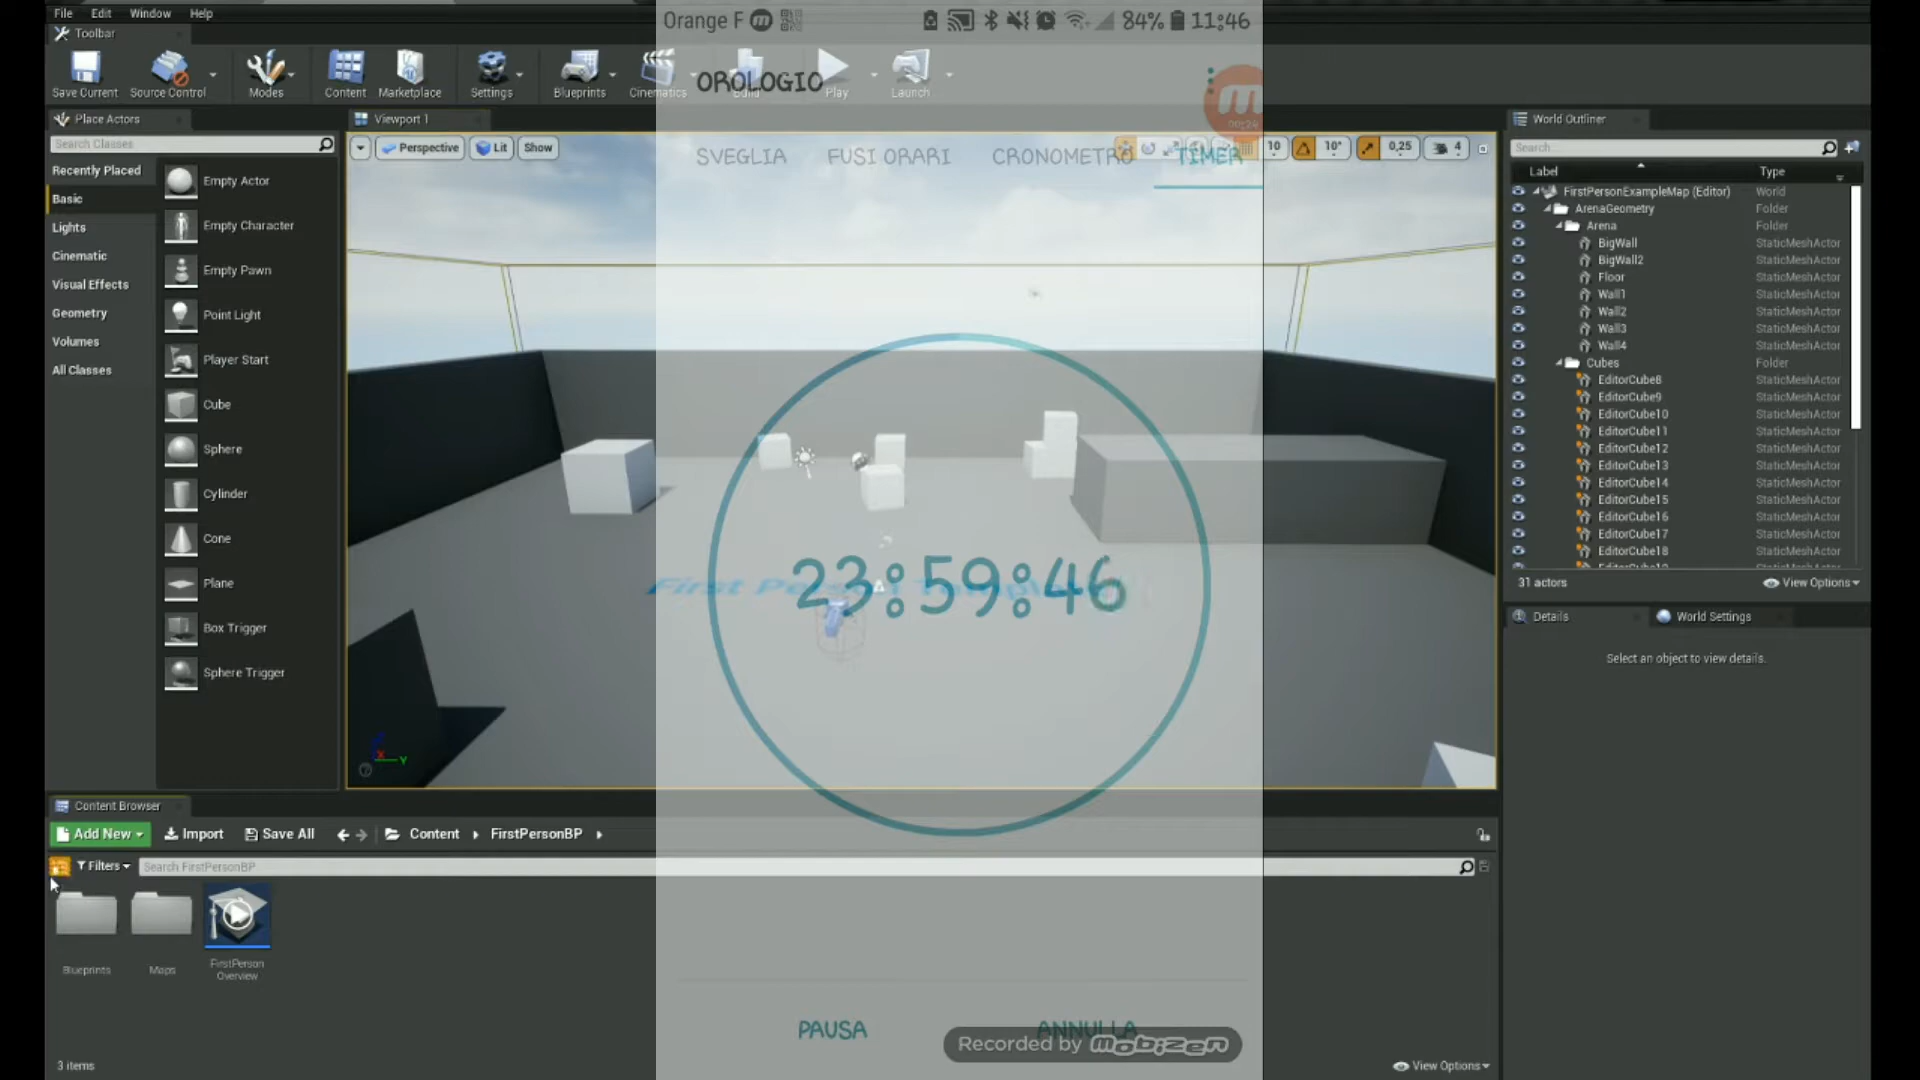 File Edit Window Help
Orange F 84% 11:46
Toolbar
Save Current Source Control Modes Content Marketplace Settings Blueprints Cinematics Build Play Launch
OROLOGIO
00:24
Place Actors
Viewport 1
World Outliner
Search Classes
Perspective Lit Show
10 10° 0,25 4
Search...
SVEGLIA FUSI ORARI CRONOMETRO TIMER
Label Type
Recently Placed
Basic
Lights
Cinematic
Visual Effects
Geometry
Volumes
All Classes
Empty Actor
Empty Character
Empty Pawn
Point Light
Player Start
Cube
Sphere
Cylinder
Cone
Plane
Box Trigger
Sphere Trigger
FirstPersonExampleMap (Editor) World
ArenaGeometry Folder
Arena Folder
BigWall StaticMeshActor
BigWall2 StaticMeshActor
Floor StaticMeshActor
Wall1 StaticMeshActor
Wall2 StaticMeshActor
Wall3 StaticMeshActor
Wall4 StaticMeshActor
Cubes Folder
EditorCube8 StaticMeshActor
EditorCube9 StaticMeshActor
EditorCube10 StaticMeshActor
EditorCube11 StaticMeshActor
EditorCube12 StaticMeshActor
EditorCube13 StaticMeshActor
EditorCube14 StaticMeshActor
EditorCube15 StaticMeshActor
EditorCube16 StaticMeshActor
EditorCube17 StaticMeshActor
EditorCube18 StaticMeshActor
31 actors View Options
First Person Template
23:59:46
Details World Settings
Select an object to view details.
Content Browser
Add New Import Save All Content FirstPersonBP
Filters Search FirstPersonBP
Blueprints Maps FirstPerson
Overview
PAUSA ANNULLA
Recorded by mobizen
3 items View Options